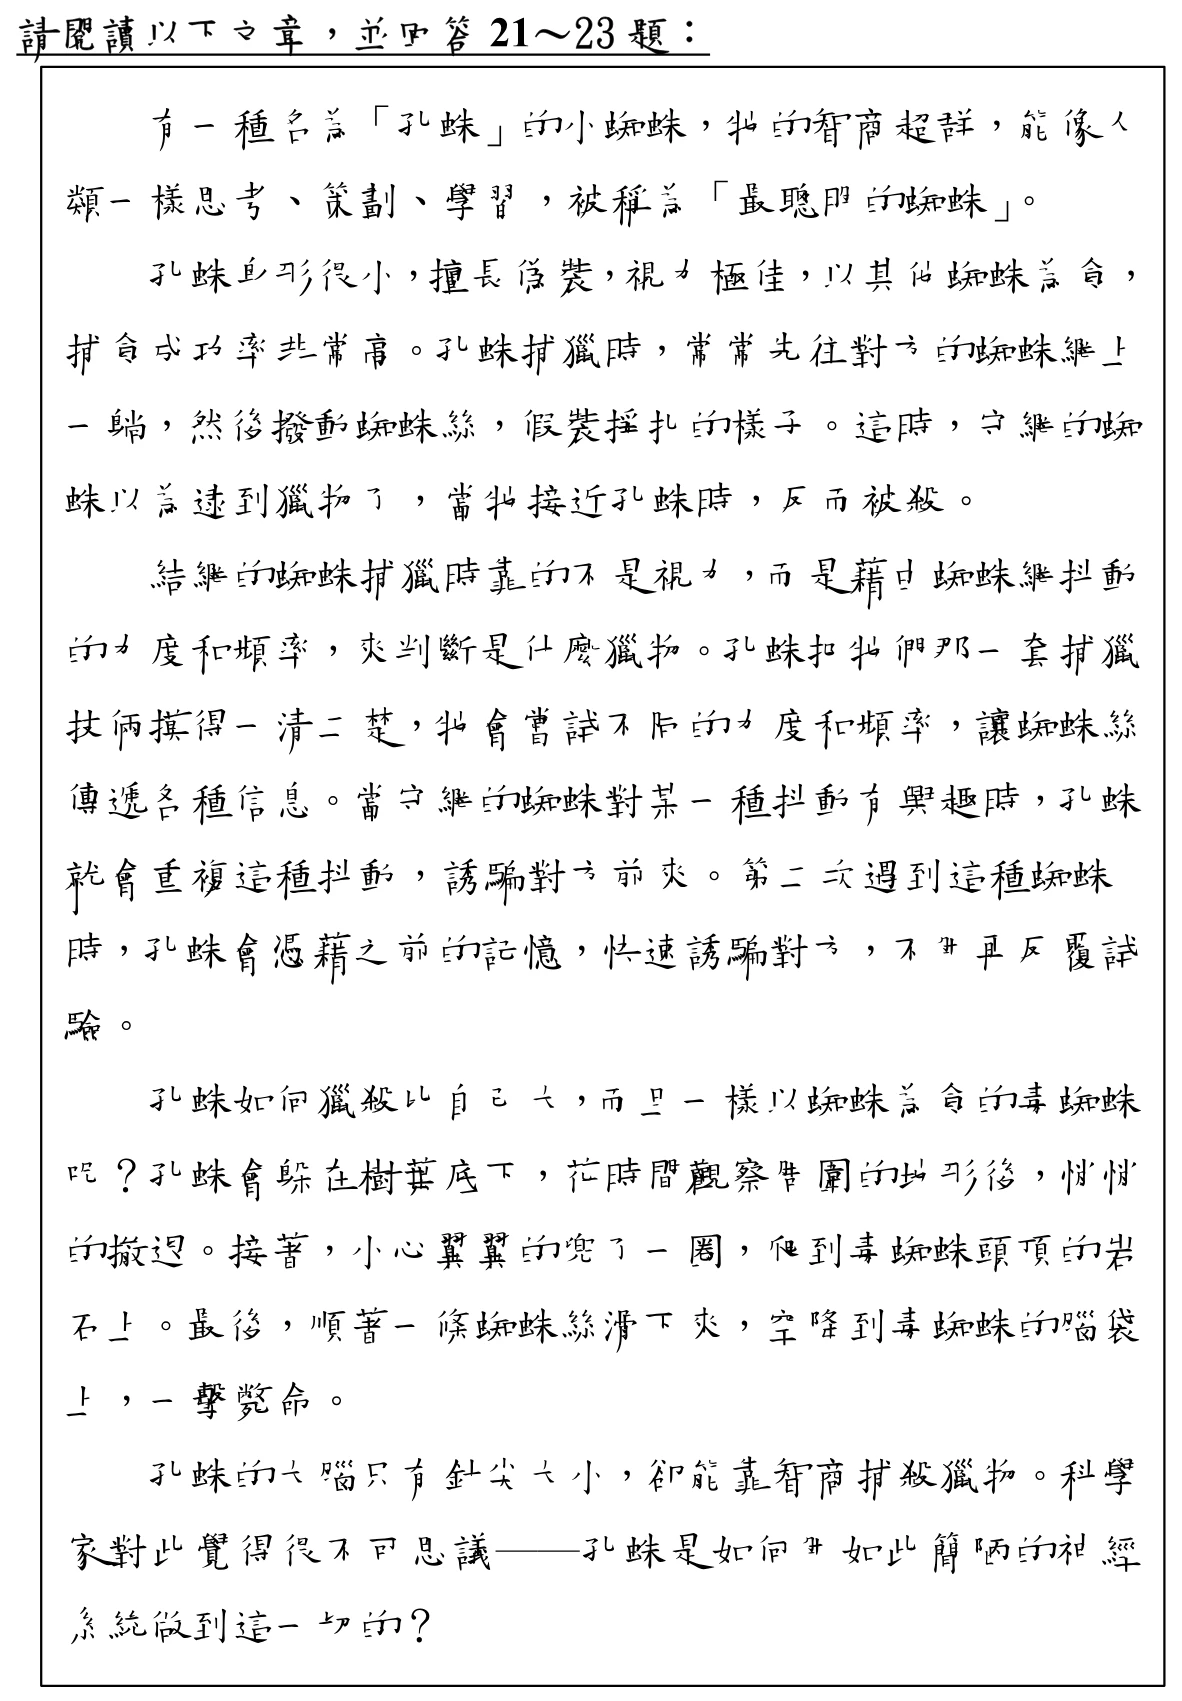 請閱讀以下文章，並回答 21～23 題：
有一種名為「孔蛛」的小蜘蛛，牠的智商超群，能像人
類一樣思考、策劃、學習，被稱為「最聰明的蜘蛛」。
孔蛛身形很小，擅長偽裝，視力極佳，以其他蜘蛛為食，
捕食成功率非常高。孔蛛捕獵時，常常先往對方的蜘蛛網上
一躺，然後撥動蜘蛛絲，假裝掙扎的樣子。這時，守網的蜘
蛛以為逮到獵物了，當牠接近孔蛛時，反而被殺。
結網的蜘蛛捕獵時靠的不是視力，而是藉由蜘蛛網抖動
的力度和頻率，來判斷是什麼獵物。孔蛛把牠們那一套捕獵
技倆摸得一清二楚，牠會嘗試不同的力度和頻率，讓蜘蛛絲
傳遞各種信息。當守網的蜘蛛對某一種抖動有興趣時，孔蛛
就會重複這種抖動，誘騙對方前來。第二次遇到這種蜘蛛
時，孔蛛會憑藉之前的記憶，快速誘騙對方，不用再反覆試
驗。
孔蛛如何獵殺比自己大，而且一樣以蜘蛛為食的毒蜘蛛
呢？孔蛛會躲在樹葉底下，花時間觀察周圍的地形後，悄悄
的撤退。接著，小心翼翼的兜了一圈，爬到毒蜘蛛頭頂的岩
石上。最後，順著一條蜘蛛絲滑下來，空降到毒蜘蛛的腦袋
上，一擊斃命。
孔蛛的大腦只有針尖大小，卻能靠智商捕殺獵物。科學
家對此覺得很不可思議——孔蛛是如何用如此簡陋的神經
系統做到這一切的？